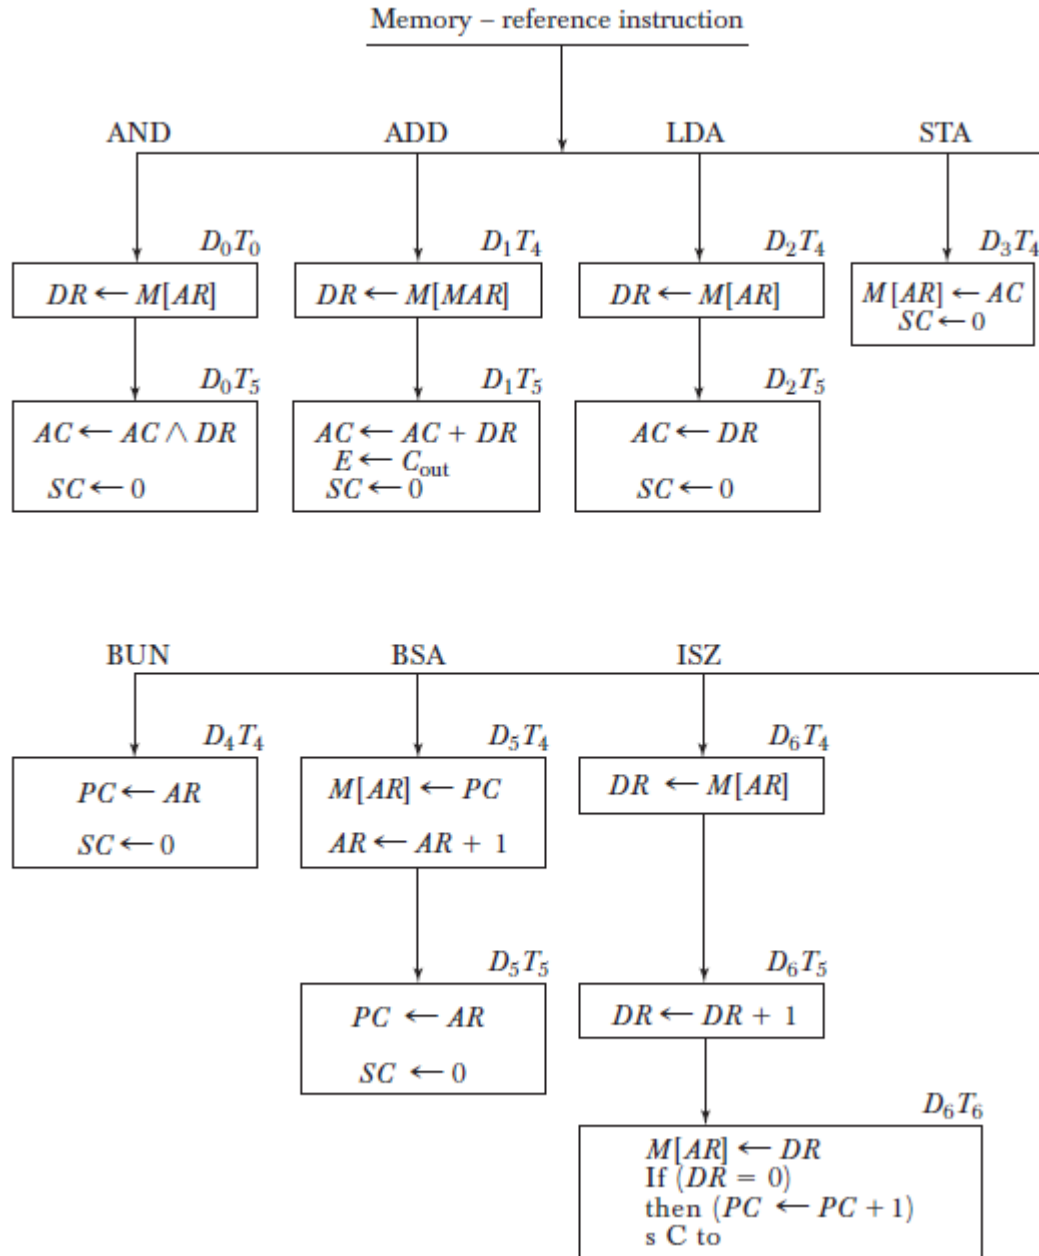 Memory – reference instruction
AND ADD LDA STA
D₀T₀ D₁T₄ D₂T₄ D₃T₄
DR ← M[AR]
DR ← M[MAR]
DR ← M[AR]
M[AR] ← AC
SC ← 0
D₀T₅ D₁T₅ D₂T₅
AC ← AC ∧ DR
SC ← 0
AC ← AC + DR
E ← C_out
SC ← 0
AC ← DR
SC ← 0
BUN BSA ISZ
D₄T₄ D₅T₄ D₆T₄
PC ← AR
SC ← 0
M[AR] ← PC
AR ← AR + 1
DR ← M[AR]
D₅T₅ D₆T₅
PC ← AR
SC ← 0
DR ← DR + 1
D₆T₆
M[AR] ← DR
If (DR = 0)
then (PC ← PC + 1)
s C to